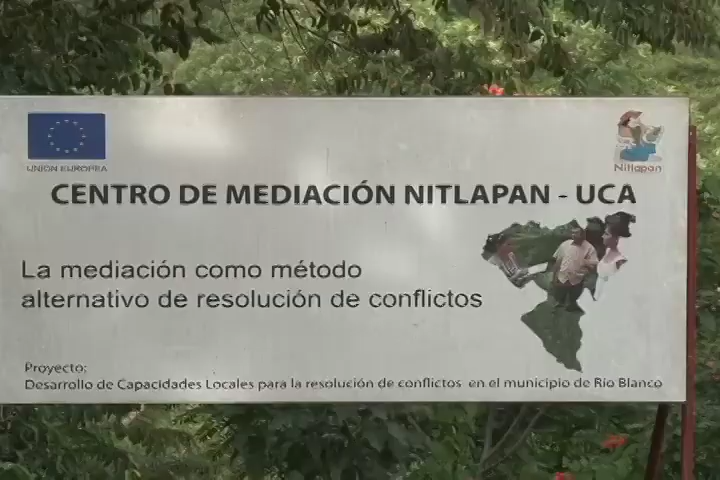 UNION EUROPEA
Nitlapan
CENTRO DE MEDIACIÓN NITLAPAN - UCA
La mediación como método
alternativo de resolución de conflictos
Proyecto:
Desarrollo de Capacidades Locales para la resolución de conflictos en el municipio de Río Blanco